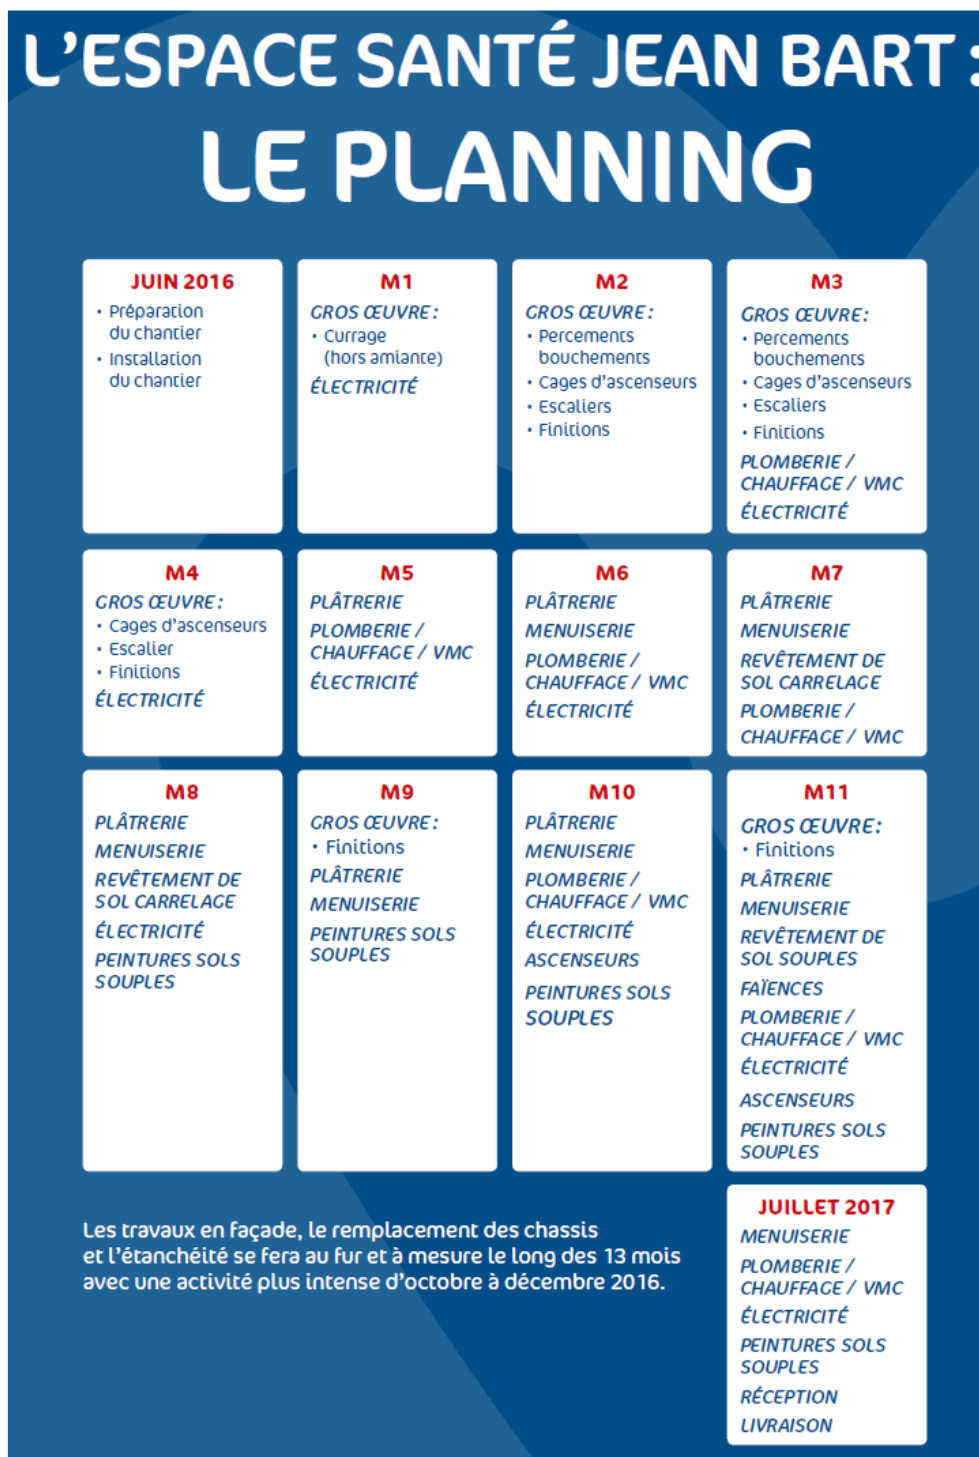 L'ESPACE SANTÉ JEAN BART :
LE PLANNING
JUIN 2016
• Préparation
du chantier
• Installation
du chantier
M1
GROS ŒUVRE :
• Currage
(hors amiante)
ÉLECTRICITÉ
M2
GROS ŒUVRE :
• Percements
bouchements
• Cages d'ascenseurs
• Escaliers
• Finitions
M3
GROS ŒUVRE :
• Percements
bouchements
• Cages d'ascenseurs
• Escaliers
• Finitions
PLOMBERIE /
CHAUFFAGE / VMC
ÉLECTRICITÉ
M4
GROS ŒUVRE :
• Cages d'ascenseurs
• Escalier
• Finitions
ÉLECTRICITÉ
M5
PLÂTRERIE
PLOMBERIE /
CHAUFFAGE / VMC
ÉLECTRICITÉ
M6
PLÂTRERIE
MENUISERIE
PLOMBERIE /
CHAUFFAGE / VMC
ÉLECTRICITÉ
M7
PLÂTRERIE
MENUISERIE
REVÊTEMENT DE
SOL CARRELAGE
PLOMBERIE /
CHAUFFAGE / VMC
M8
PLÂTRERIE
MENUISERIE
REVÊTEMENT DE
SOL CARRELAGE
ÉLECTRICITÉ
PEINTURES SOLS
SOUPLES
M9
GROS ŒUVRE :
• Finitions
PLÂTRERIE
MENUISERIE
PEINTURES SOLS
SOUPLES
M10
PLÂTRERIE
MENUISERIE
PLOMBERIE /
CHAUFFAGE / VMC
ÉLECTRICITÉ
ASCENSEURS
PEINTURES SOLS
SOUPLES
M11
GROS ŒUVRE :
• Finitions
PLÂTRERIE
MENUISERIE
REVÊTEMENT DE
SOL SOUPLES
FAÏENCES
PLOMBERIE /
CHAUFFAGE / VMC
ÉLECTRICITÉ
ASCENSEURS
PEINTURES SOLS
SOUPLES
Les travaux en façade, le remplacement des chassis
et l'étanchéité se fera au fur et à mesure le long des 13 mois
avec une activité plus intense d'octobre à décembre 2016.
JUILLET 2017
MENUISERIE
PLOMBERIE /
CHAUFFAGE / VMC
ÉLECTRICITÉ
PEINTURES SOLS
SOUPLES
RÉCEPTION
LIVRAISON